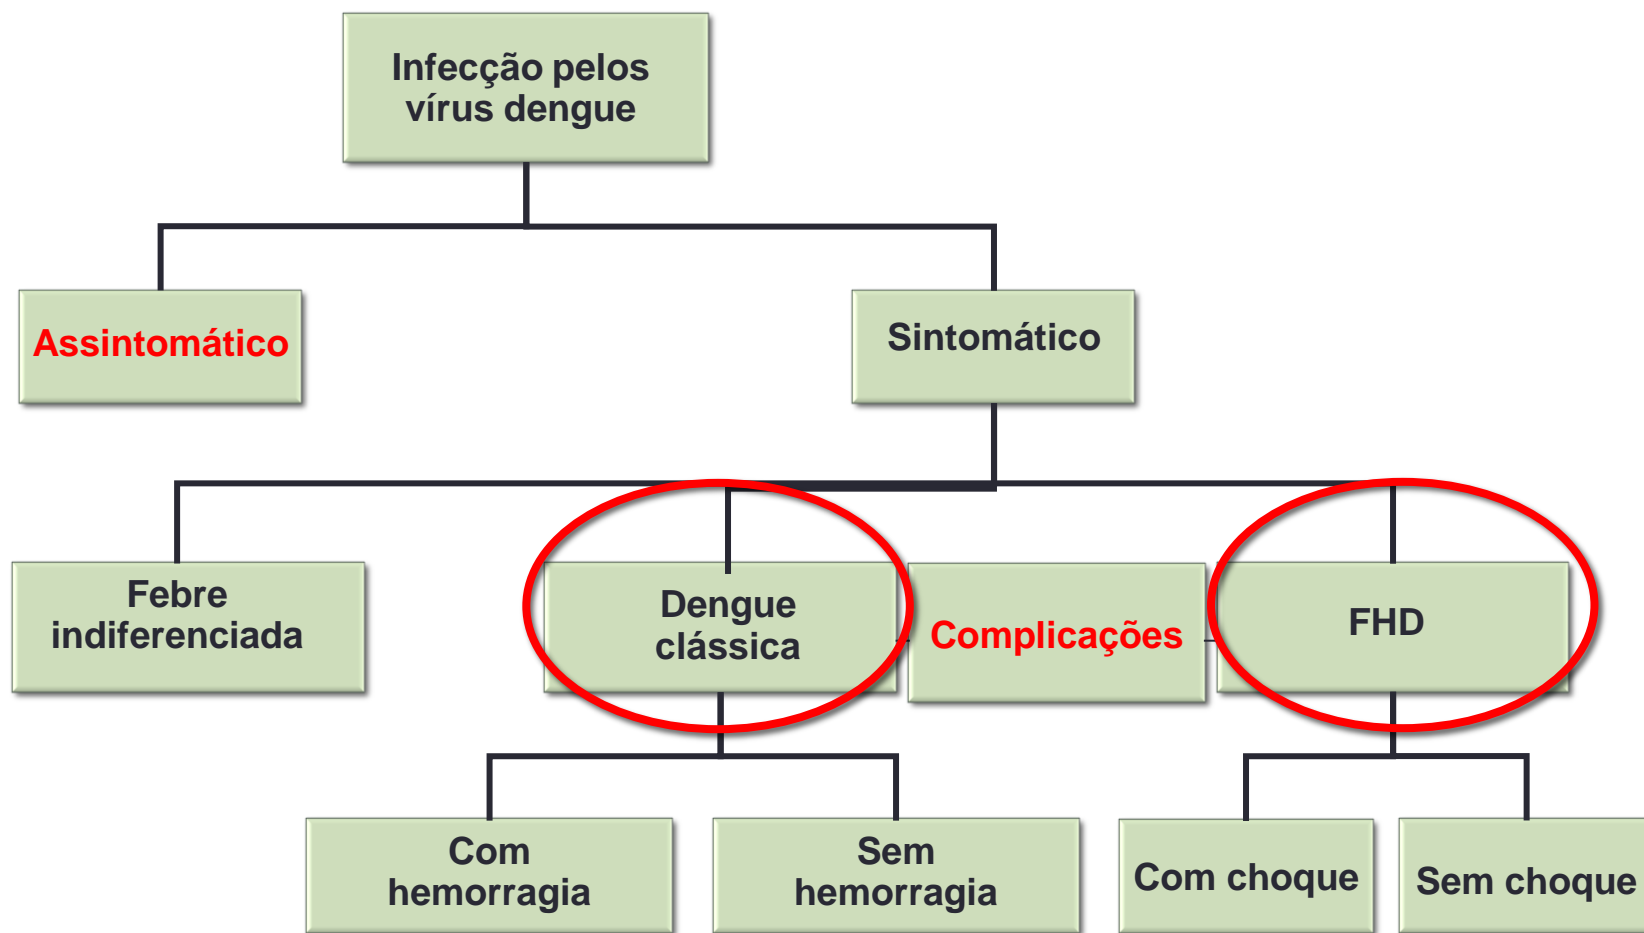 Infecção pelos
vírus dengue
Assintomático
Sintomático
Febre
indiferenciada
Dengue
clássica
Complicações
FHD
Com
hemorragia
Sem
hemorragia
Com choque
Sem choque